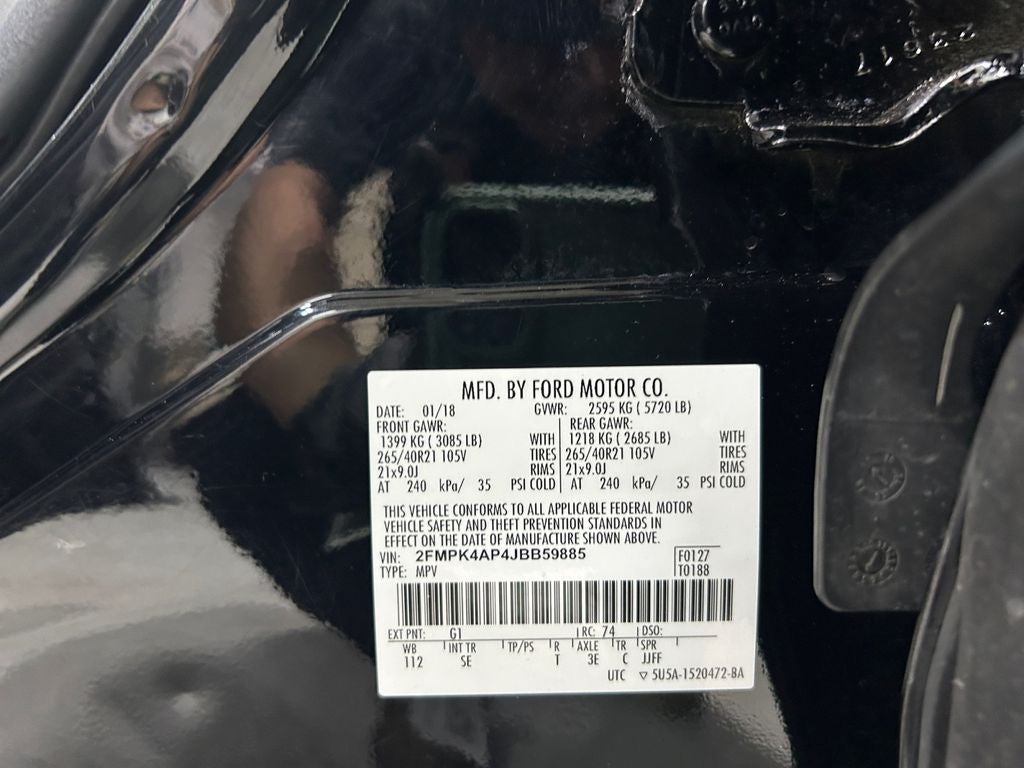 22617
MFD. BY FORD MOTOR CO.
DATE: 01/18 GVWR: 2595 KG ( 5720 LB)
FRONT GAWR: REAR GAWR:
1399 KG ( 3085 LB) WITH 1218 KG ( 2685 LB) WITH
265/40R21 105V TIRES 265/40R21 105V TIRES
21x9.0J RIMS 21x9.0J RIMS
AT 240 kPa/ 35 PSI COLD AT 240 kPa/ 35 PSI COLD
THIS VEHICLE CONFORMS TO ALL APPLICABLE FEDERAL MOTOR
VEHICLE SAFETY AND THEFT PREVENTION STANDARDS IN
EFFECT ON THE DATE OF MANUFACTURE SHOWN ABOVE.
VIN: 2FMPK4AP4JBB59885 F0127
TYPE: MPV T0188
EXT PNT: G1 RC: 74 DSO:
WB INT TR TP/PS R AXLE TR SPR
112 SE T 3E C JJFF
UTC ▽ 5U5A-1520472-BA